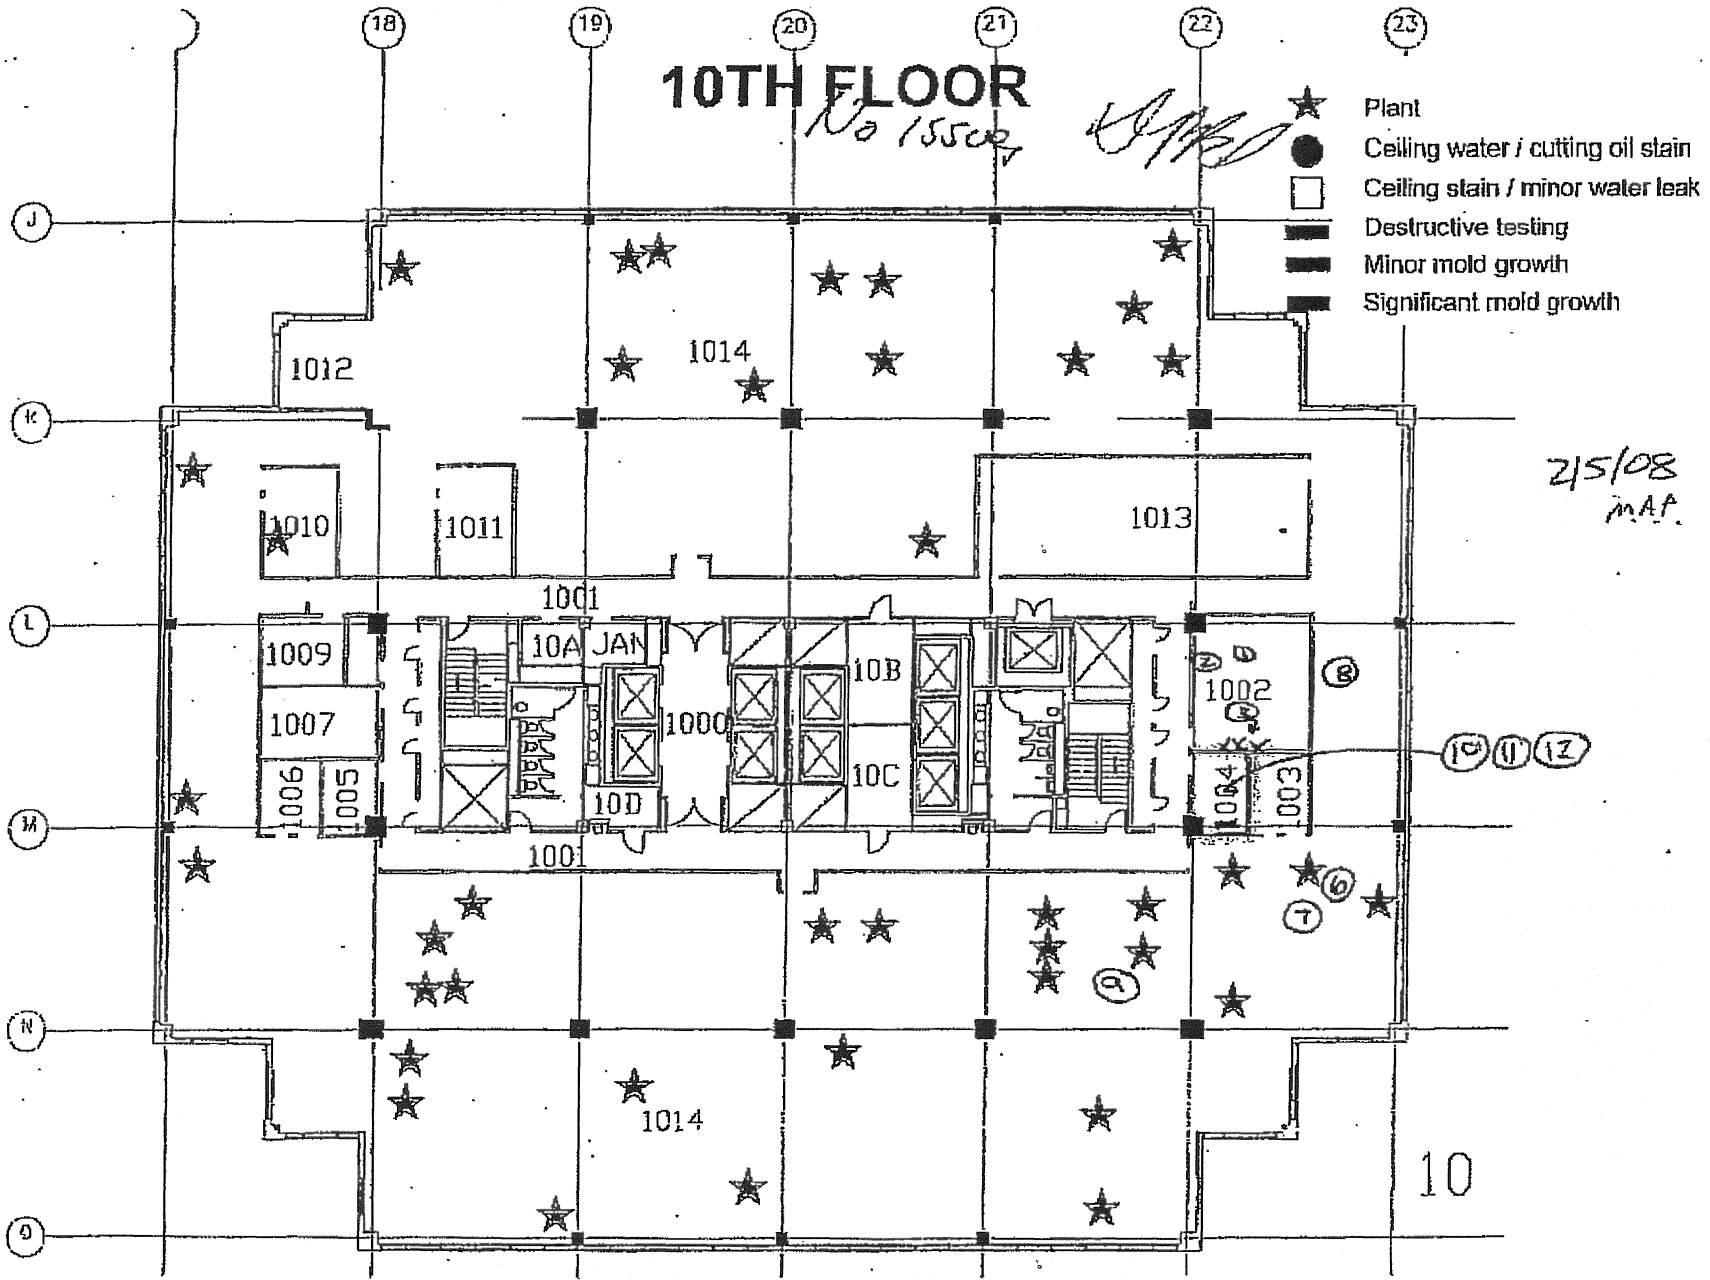 18 19 20 21 22 23
10TH FLOOR
No issues
Plant
Ceiling water / cutting oil stain
Ceiling stain / minor water leak
Destructive testing
Minor mold growth
Significant mold growth
J
1014
1012
K
2/5/08
M.A.P.
1010 1011 1013
1001
L
1009 10A JAN 10B 1002 8
1007 1000
1006 1005 10C 1004 1003 10 11 12
10D
M
1001
6
7
9
N
1014
10